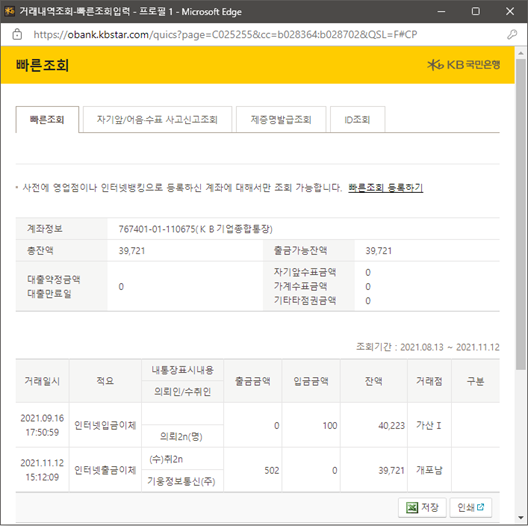 거래내역조회-빠른조회입력 - 프로필 1 - Microsoft Edge
https://obank.kbstar.com/quics?page=C025255&cc=b028364:b028702&QSL=F#CP
빠른조회
KB국민은행
빠른조회 자기앞/어음·수표 사고신고조회 제증명발급조회 ID조회
사전에 영업점이나 인터넷뱅킹으로 등록하신 계좌에 대해서만 조회 가능합니다. 빠른조회 등록하기
계좌정보 767401-01-110675(ＫＢ기업종합통장)
총잔액 39,721 출금가능잔액 39,721
대출약정금액
대출만료일
0
자기앞수표금액 0
가계수표금액 0
기타타점권금액 0
조회기간 : 2021.08.13 ~ 2021.11.12
거래일시 적요 내통장표시내용 출금금액 입금금액 잔액 거래점 구분
의뢰인/수취인
2021.09.16
17:50:59
인터넷입금이체
의뢰2n(명)
0 100 40,223 가산Ｉ
2021.11.12
15:12:09
인터넷출금이체
(수)취2n
기웅정보통신(주)
502 0 39,721 개포남
저장 인쇄